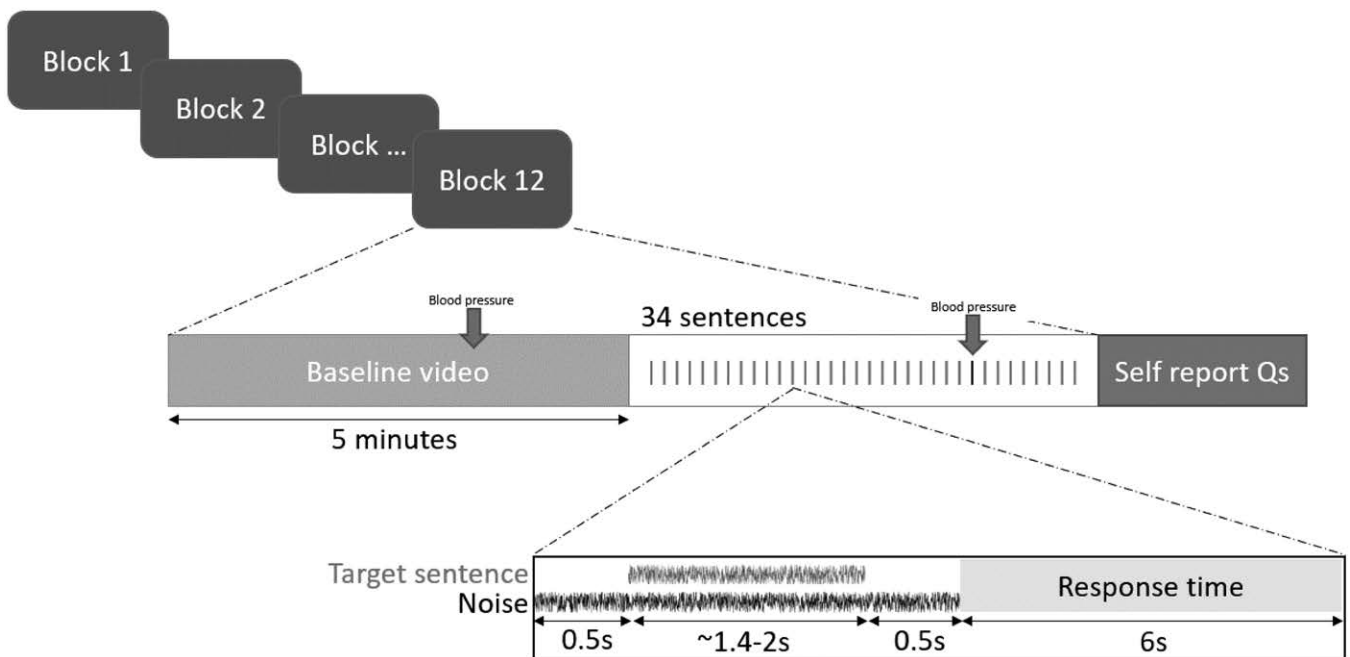 Block 1
Block 2
Block ...
Block 12
Blood pressure
Blood pressure
34 sentences
Baseline video
Self report Qs
5 minutes
Target sentence
Noise
Response time
0.5s
~1.4-2s
0.5s
6s